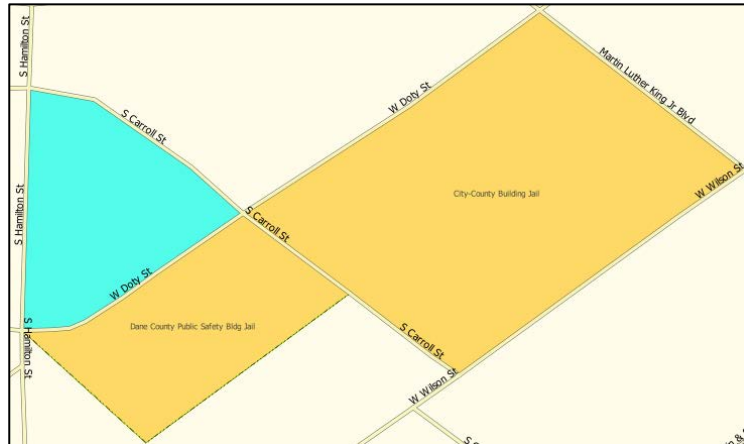 S Hamilton St
Martin Luther King Jr Blvd
W Doty St
S Carroll St
City-County Building Jail
W Wilson St
S Hamilton St
S Carroll St
W Doty St
Dane County Public Safety Bldg Jail
S Carroll St
S Hamilton St
W Wilson St